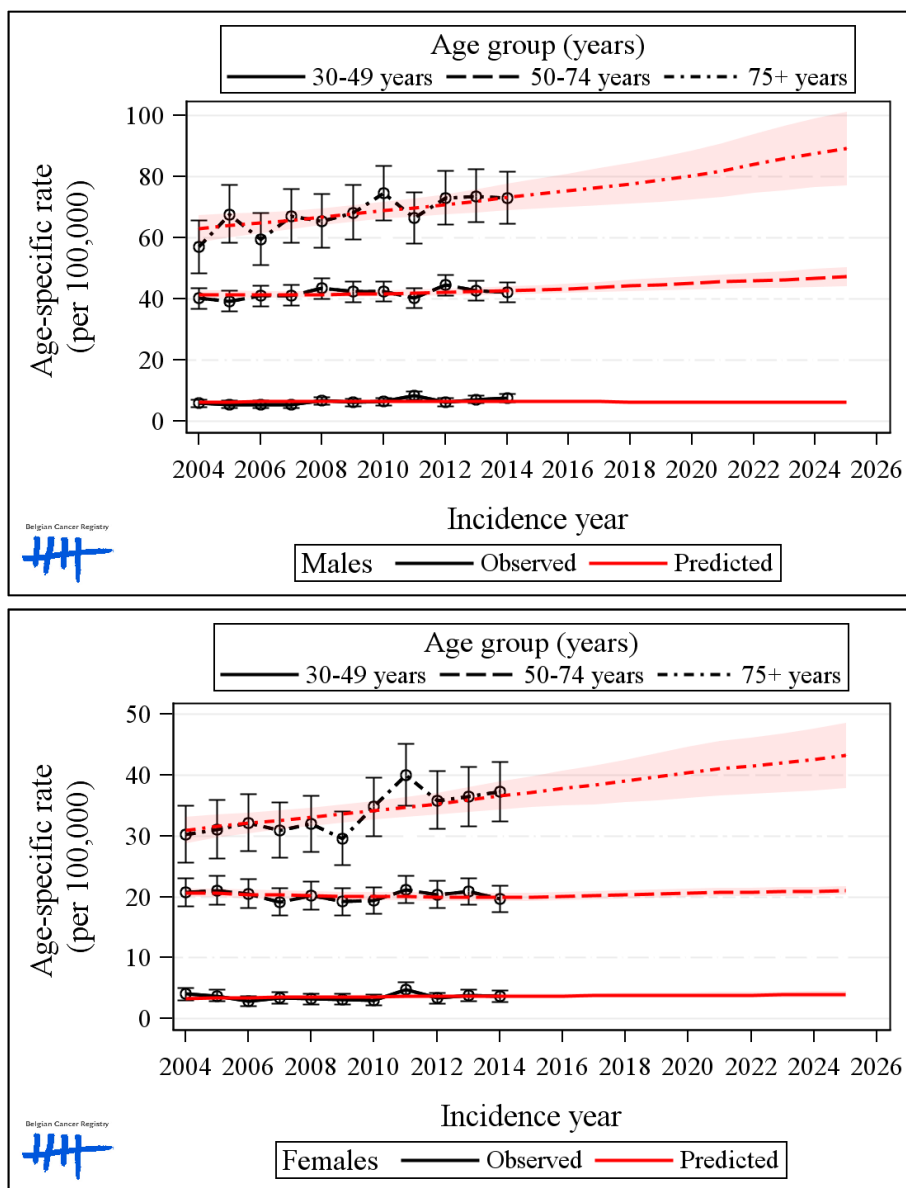 Age group (years)
30-49 years 50-74 years 75+ years
Age-specific rate
(per 100,000)
100
80
60
40
20
0
2004 2006 2008 2010 2012 2014 2016 2018 2020 2022 2024 2026
Incidence year
Belgian Cancer Registry
Males Observed Predicted
Age group (years)
30-49 years 50-74 years 75+ years
Age-specific rate
(per 100,000)
50
40
30
20
10
0
2004 2006 2008 2010 2012 2014 2016 2018 2020 2022 2024 2026
Incidence year
Belgian Cancer Registry
Females Observed Predicted